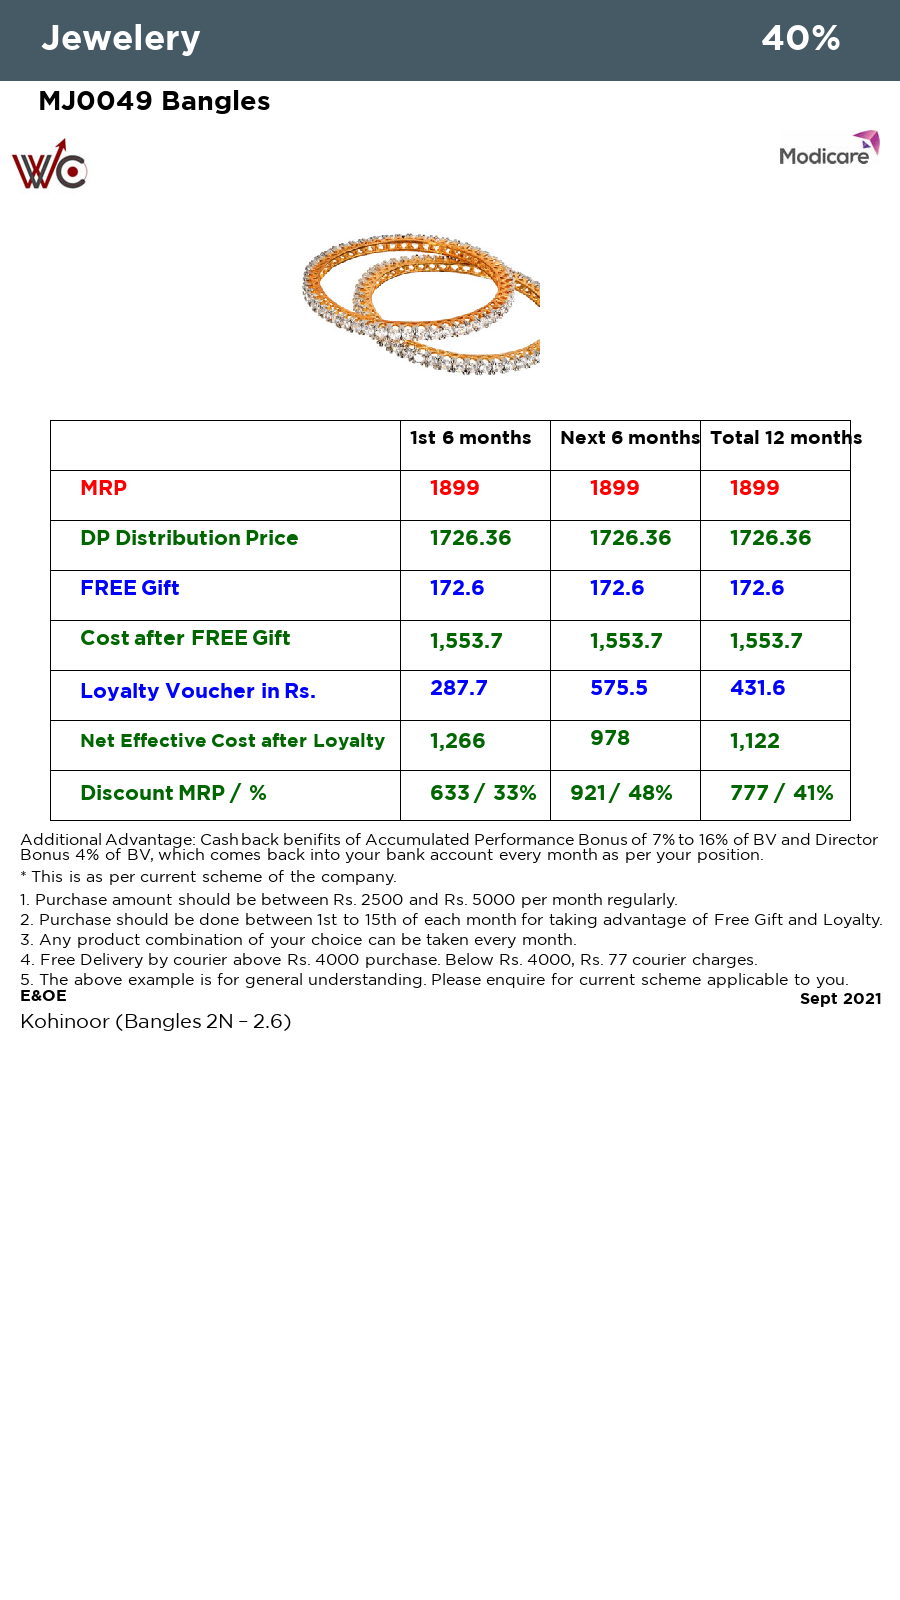 Jewelery 40%
MJ0049 Bangles
WC
Modicare
1st 6 months Next 6 months Total 12 months
MRP 1899 1899 1899
DP Distribution Price 1726.36 1726.36 1726.36
FREE Gift 172.6 172.6 172.6
Cost after FREE Gift 1,553.7 1,553.7 1,553.7
Loyalty Voucher in Rs. 287.7 575.5 431.6
Net Effective Cost after Loyalty 1,266 978 1,122
Discount MRP / % 633 / 33% 921 / 48% 777 / 41%
Additional Advantage: Cashback benifits of Accumulated Performance Bonus of 7% to 16% of BV and Director
Bonus 4% of BV, which comes back into your bank account every month as per your position.
* This is as per current scheme of the company.
1. Purchase amount should be between Rs. 2500 and Rs. 5000 per month regularly.
2. Purchase should be done between 1st to 15th of each month for taking advantage of Free Gift and Loyalty.
3. Any product combination of your choice can be taken every month.
4. Free Delivery by courier above Rs. 4000 purchase. Below Rs. 4000, Rs. 77 courier charges.
5. The above example is for general understanding. Please enquire for current scheme applicable to you.
E&OE Sept 2021
Kohinoor (Bangles 2N – 2.6)